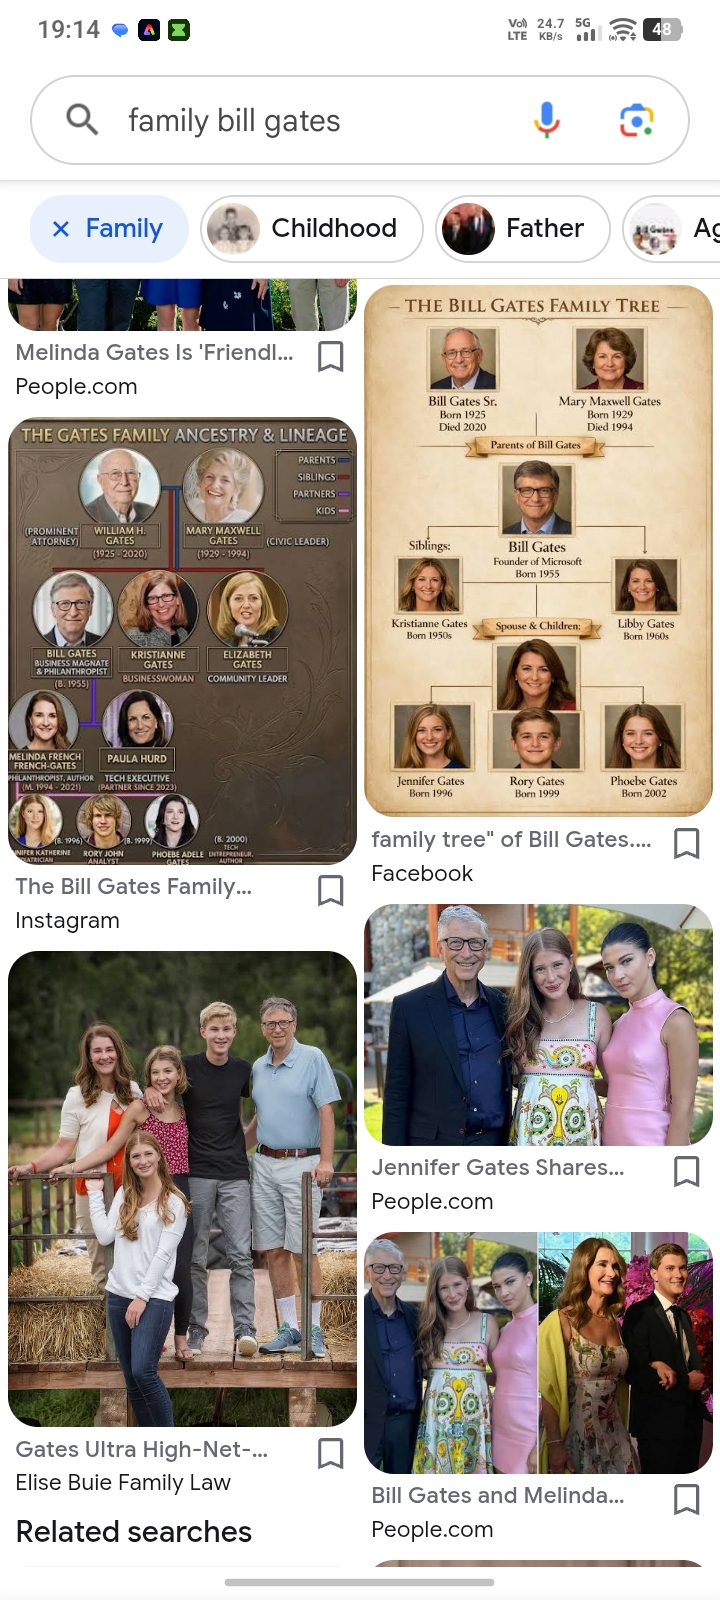 19:14
Vo) LTE
24.7 KB/s
5G
48
family bill gates
Family
Childhood
Father
Ag
Melinda Gates Is 'Friendl...
People.com
THE GATES FAMILY ANCESTRY & LINEAGE
PARENTS
SIBLINGS
PARTNERS
KIDS
(PROMINENT ATTORNEY)
WILLIAM H. GATES
(1925 - 2020)
MARY MAXWELL GATES
(1929 - 1994)
(CIVIC LEADER)
BILL GATES
BUSINESS MAGNATE & PHILANTHROPIST
(B. 1955)
KRISTIANNE GATES
BUSINESSWOMAN
ELIZABETH GATES
COMMUNITY LEADER
MELINDA FRENCH
FRENCH-GATES
PHILANTHROPIST, AUTHOR
(M. 1994 - 2021)
PAULA HURD
TECH EXECUTIVE
(PARTNER SINCE 2023)
(B. 1996)
(B. 1999)
(B. 2000)
NIFER KATHERINE
DIATRICIAN
RORY JOHN
ANALYST
PHOEBE ADELE
GATES
TECH ENTREPRENEUR, AUTHOR
The Bill Gates Family...
Instagram
Gates Ultra High-Net-...
Elise Buie Family Law
Related searches
THE BILL GATES FAMILY TREE
Bill Gates Sr.
Born 1925
Died 2020
Mary Maxwell Gates
Born 1929
Died 1994
Parents of Bill Gates
Bill Gates
Founder of Microsoft
Born 1955
Siblings:
Kristianne Gates
Born 1950s
Libby Gates
Born 1960s
Spouse & Children:
Jennifer Gates
Born 1996
Rory Gates
Born 1999
Phoebe Gates
Born 2002
family tree" of Bill Gates....
Facebook
Jennifer Gates Shares...
People.com
Bill Gates and Melinda...
People.com